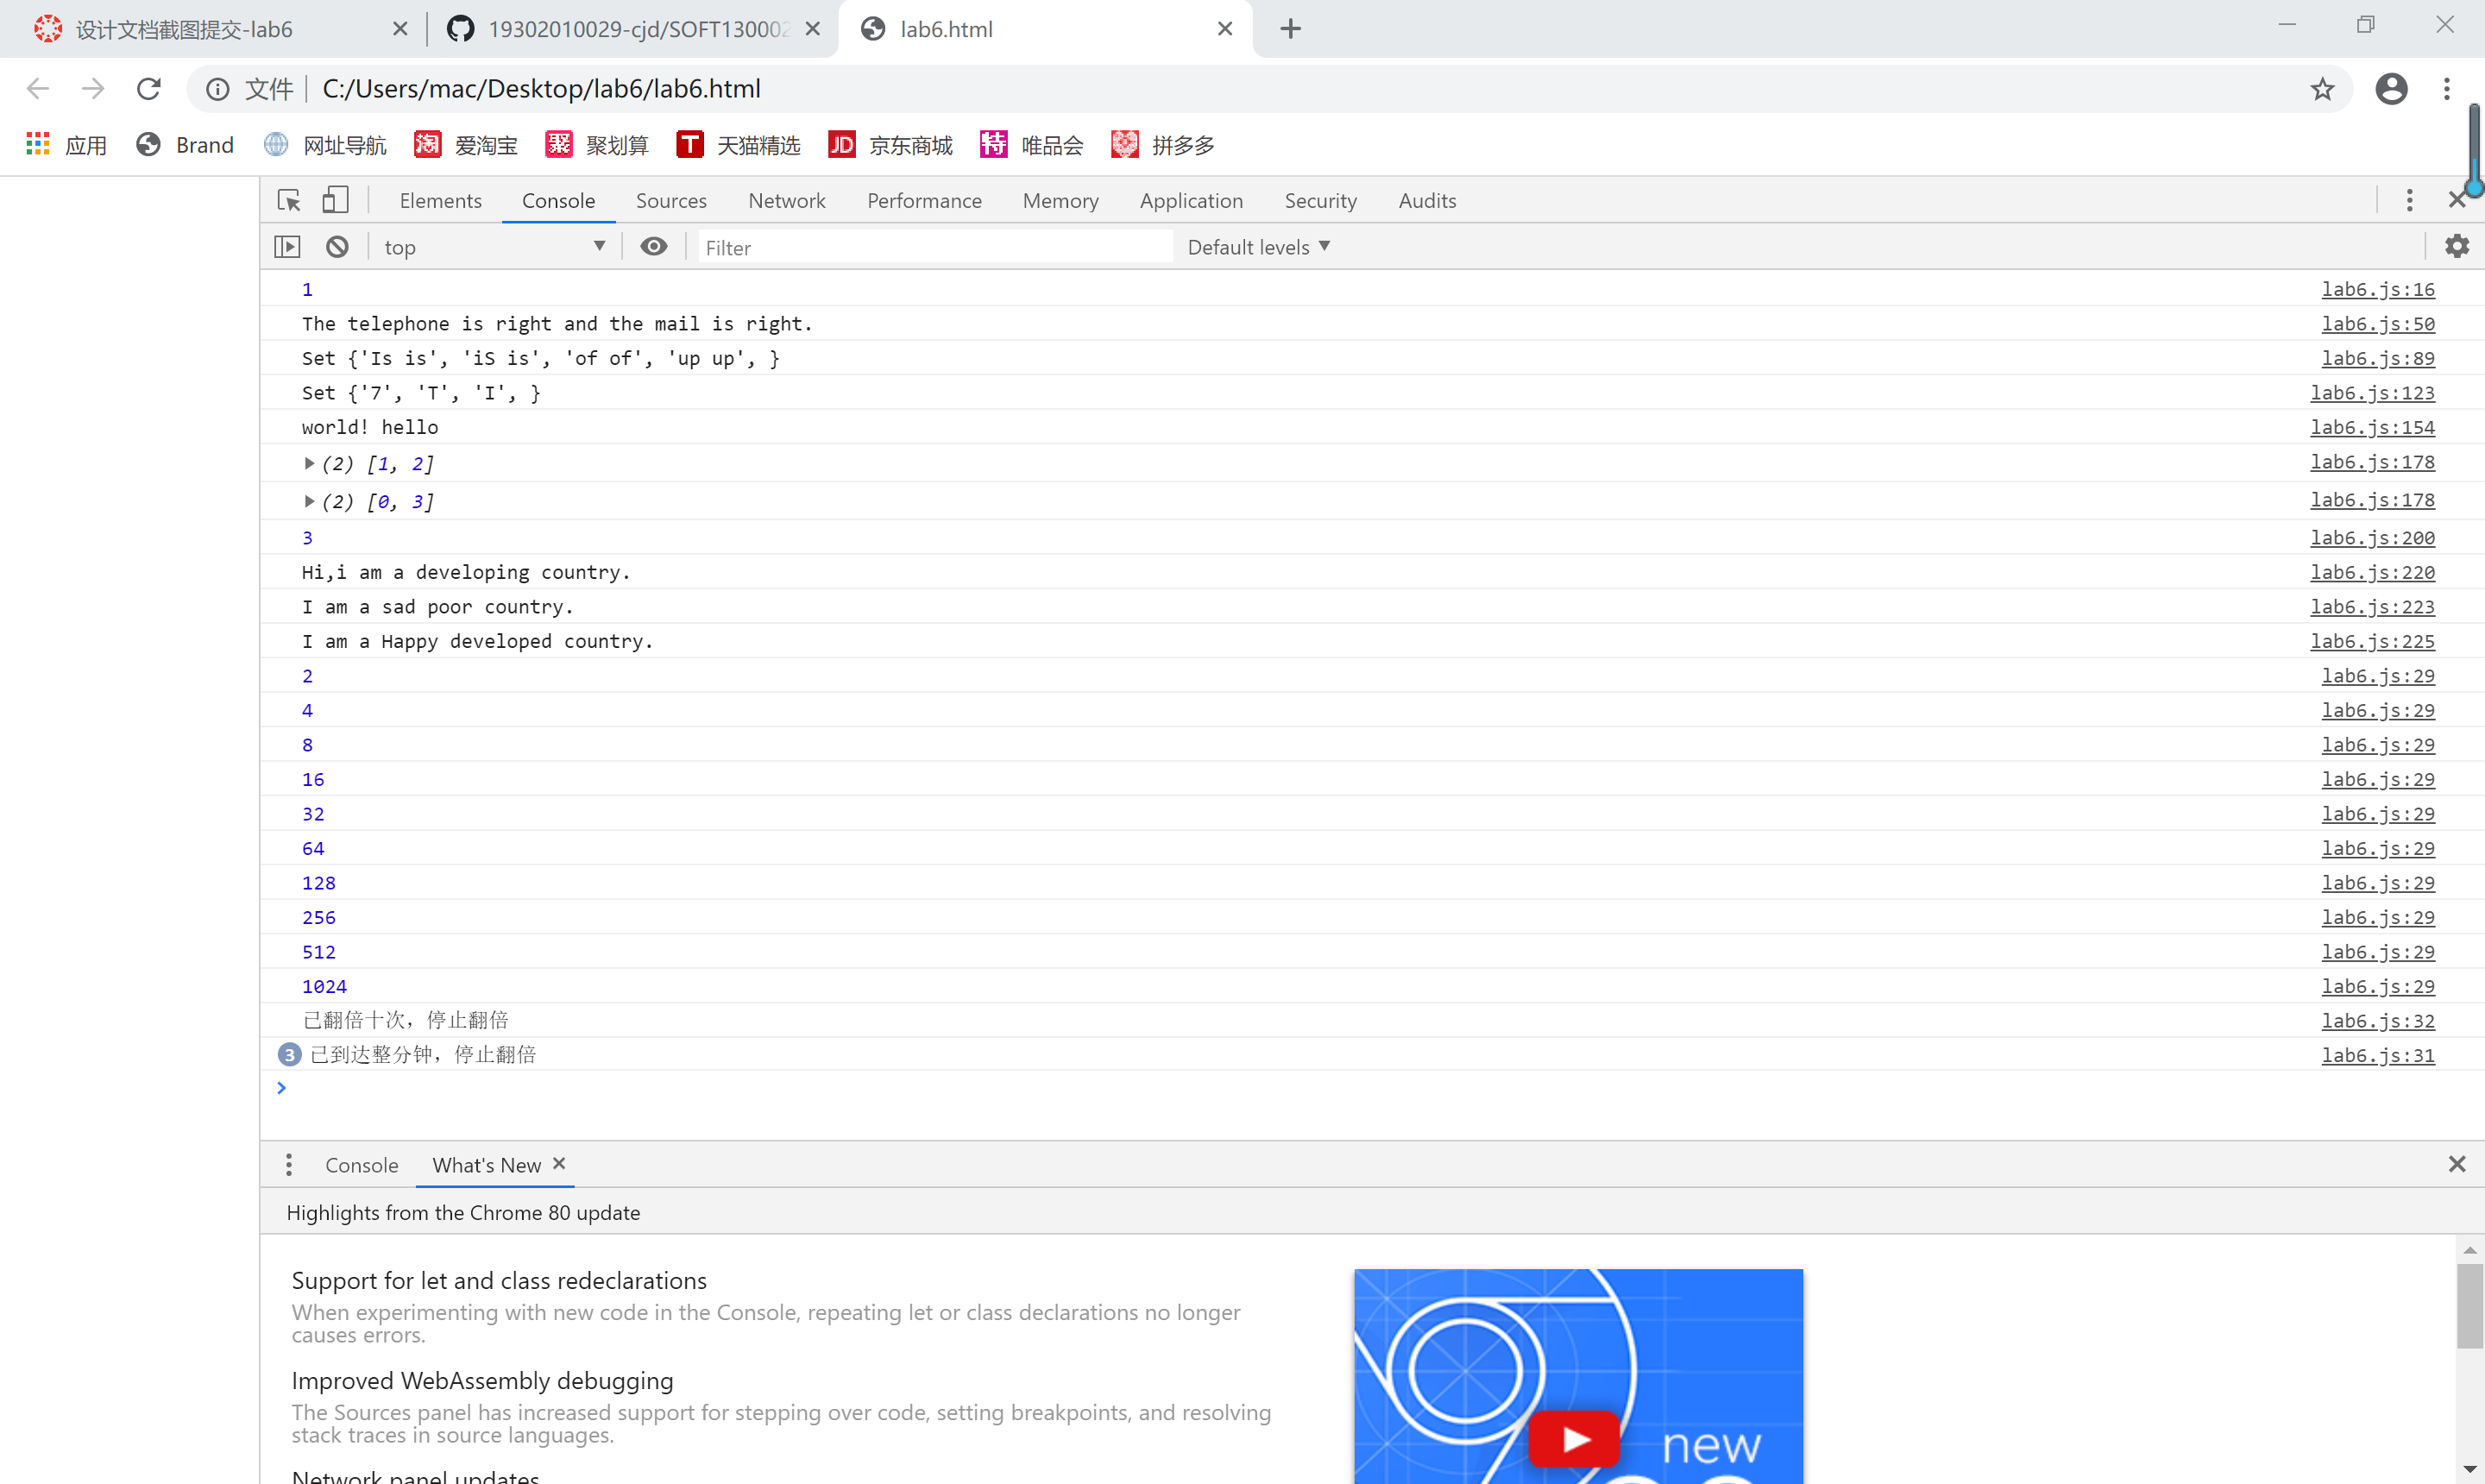 设计文档截图提交-lab6
19302010029-cjd/SOFT130002
lab6.html
文件 C:/Users/mac/Desktop/lab6/lab6.html
应用 Brand 网址导航 淘 爱淘宝 聚 聚划算 T 天猫精选 JD 京东商城 特 唯品会 拼多多
Elements Console Sources Network Performance Memory Application Security Audits
top Filter Default levels
1 lab6.js:16
The telephone is right and the mail is right. lab6.js:50
Set {'Is is', 'iS is', 'of of', 'up up', } lab6.js:89
Set {'7', 'T', 'I', } lab6.js:123
world! hello lab6.js:154
(2) [1, 2] lab6.js:178
(2) [0, 3] lab6.js:178
3 lab6.js:200
Hi,i am a developing country. lab6.js:220
I am a sad poor country. lab6.js:223
I am a Happy developed country. lab6.js:225
2 lab6.js:29
4 lab6.js:29
8 lab6.js:29
16 lab6.js:29
32 lab6.js:29
64 lab6.js:29
128 lab6.js:29
256 lab6.js:29
512 lab6.js:29
1024 lab6.js:29
已翻倍十次，停止翻倍 lab6.js:32
3 已到达整分钟，停止翻倍 lab6.js:31
Console What's New
Highlights from the Chrome 80 update
Support for let and class redeclarations
When experimenting with new code in the Console, repeating let or class declarations no longer
causes errors.
Improved WebAssembly debugging
The Sources panel has increased support for stepping over code, setting breakpoints, and resolving
stack traces in source languages.
Network panel updates
new